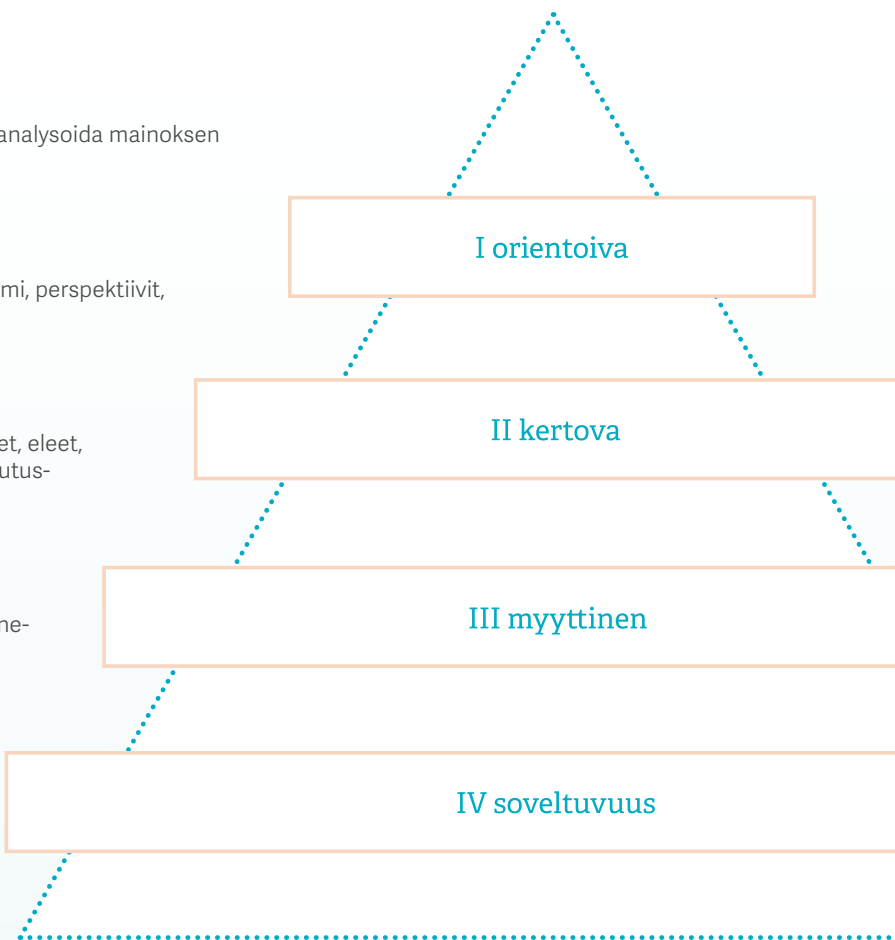 analysoida mainoksen
I orientoiva
mi, perspektiivit,
II kertova
et, eleet,
utus-
III myyttinen
ne-
IV soveltuvuus